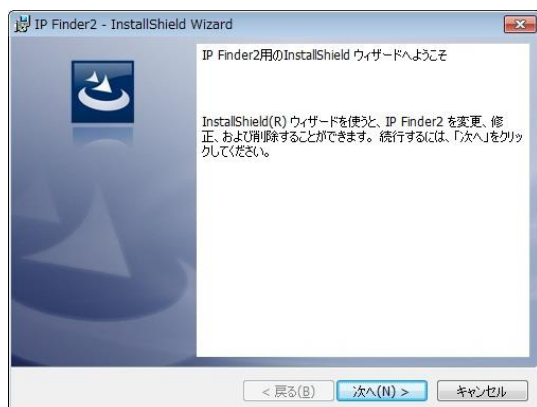 IP Finder2 - InstallShield Wizard
IP Finder2用のInstallShield ウィザードへようこそ
InstallShield(R) ウィザードを使うと、IP Finder2 を変更、修
正、および削除することができます。続行するには、「次へ」をクリッ
クしてください。
< 戻る(B)
次へ(N) >
キャンセル